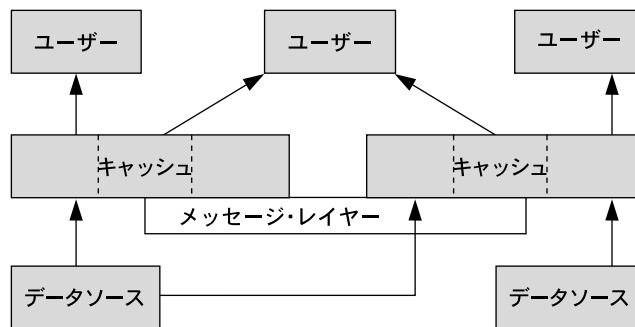 ユーザー
ユーザー
ユーザー
キャッシュ
キャッシュ
メッセージ・レイヤー
データソース
データソース